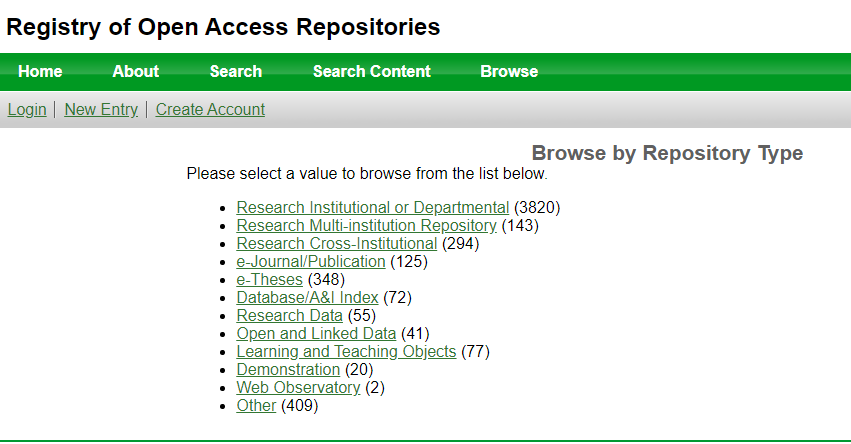 Registry of Open Access Repositories
Home About Search Search Content Browse
Login New Entry Create Account
Browse by Repository Type
Please select a value to browse from the list below.
Research Institutional or Departmental (3820)
Research Multi-institution Repository (143)
Research Cross-Institutional (294)
e-Journal/Publication (125)
e-Theses (348)
Database/A&I Index (72)
Research Data (55)
Open and Linked Data (41)
Learning and Teaching Objects (77)
Demonstration (20)
Web Observatory (2)
Other (409)